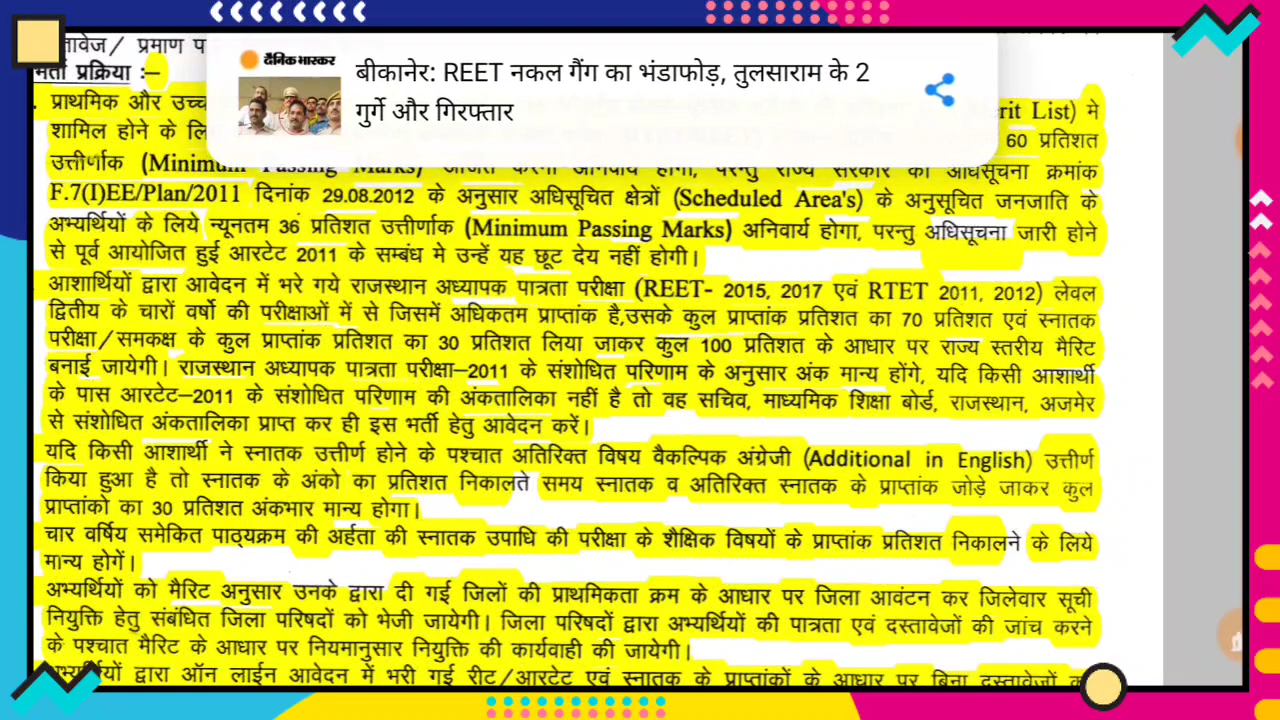 तावेज/ प्रमाण प
प्रक्रिया :–
दैनिक भास्कर
बीकानेर: REET नकल गैंग का भंडाफोड़, तुलसाराम के 2
गुर्गे और गिरफ्तार
प्राथमिक और उच्च
rit List) मे
शामिल होने के लि
60 प्रतिशत
उत्तीर्णाक (Minimum Passing Marks) अर्जित करना अनिवार्य होगा, परन्तु राज्य सरकार की अधिसूचना क्रमांक
F.7(I)EE/Plan/2011 दिनांक 29.08.2012 के अनुसार अधिसूचित क्षेत्रों (Scheduled Area's) के अनुसूचित जनजाति के
अभ्यर्थियों के लिये न्यूनतम 36 प्रतिशत उत्तीर्णाक (Minimum Passing Marks) अनिवार्य होगा, परन्तु अधिसूचना जारी होने
से पूर्व आयोजित हुई आरटेट 2011 के सम्बंध मे उन्हें यह छूट देय नहीं होगी।
आशार्थियों द्वारा आवेदन में भरे गये राजस्थान अध्यापक पात्रता परीक्षा (REET- 2015, 2017 एवं RTET 2011, 2012) लेवल
द्वितीय के चारों वर्षो की परीक्षाओं में से जिसमें अधिकतम प्राप्तांक है,उसके कुल प्राप्तांक प्रतिशत का 70 प्रतिशत एवं स्नातक
परीक्षा/समकक्ष के कुल प्राप्तांक प्रतिशत का 30 प्रतिशत लिया जाकर कुल 100 प्रतिशत के आधार पर राज्य स्तरीय मैरिट
बनाई जायेगी। राजस्थान अध्यापक पात्रता परीक्षा–2011 के संशोधित परिणाम के अनुसार अंक मान्य होंगे, यदि किसी आशार्थी
के पास आरटेट–2011 के संशोधित परिणाम की अंकतालिका नहीं है तो वह सचिव, माध्यमिक शिक्षा बोर्ड, राजस्थान, अजमेर
से संशोधित अंकतालिका प्राप्त कर ही इस भर्ती हेतु आवेदन करें।
यदि किसी आशार्थी ने स्नातक उत्तीर्ण होने के पश्चात अतिरिक्त विषय वैकल्पिक अंग्रेजी (Additional in English) उत्तीर्ण
किया हुआ है तो स्नातक के अंको का प्रतिशत निकालते समय स्नातक व अतिरिक्त स्नातक के प्राप्तांक जोड़े जाकर कुल
प्राप्तांको का 30 प्रतिशत अंकभार मान्य होगा।
चार वर्षिय समेकित पाठ्यक्रम की अर्हता की स्नातक उपाधि की परीक्षा के शैक्षिक विषयों के प्राप्तांक प्रतिशत निकालने के लिये
मान्य होगें।
अभ्यर्थियों को मैरिट अनुसार उनके द्वारा दी गई जिलों की प्राथमिकता क्रम के आधार पर जिला आवंटन कर जिलेवार सूची
नियुक्ति हेतु संबंधित जिला परिषदों को भेजी जायेगी। जिला परिषदों द्वारा अभ्यर्थियों की पात्रता एवं दस्तावेजों की जांच करने
के पश्चात मैरिट के आधार पर नियमानुसार नियुक्ति की कार्यवाही की जायेगी।
अभ्यर्थियों द्वारा ऑन लाईन आवेदन में भरी गई रीट/आरटेट एवं स्नातक के प्राप्तांकों के आधार पर बिना दस्तावेजों